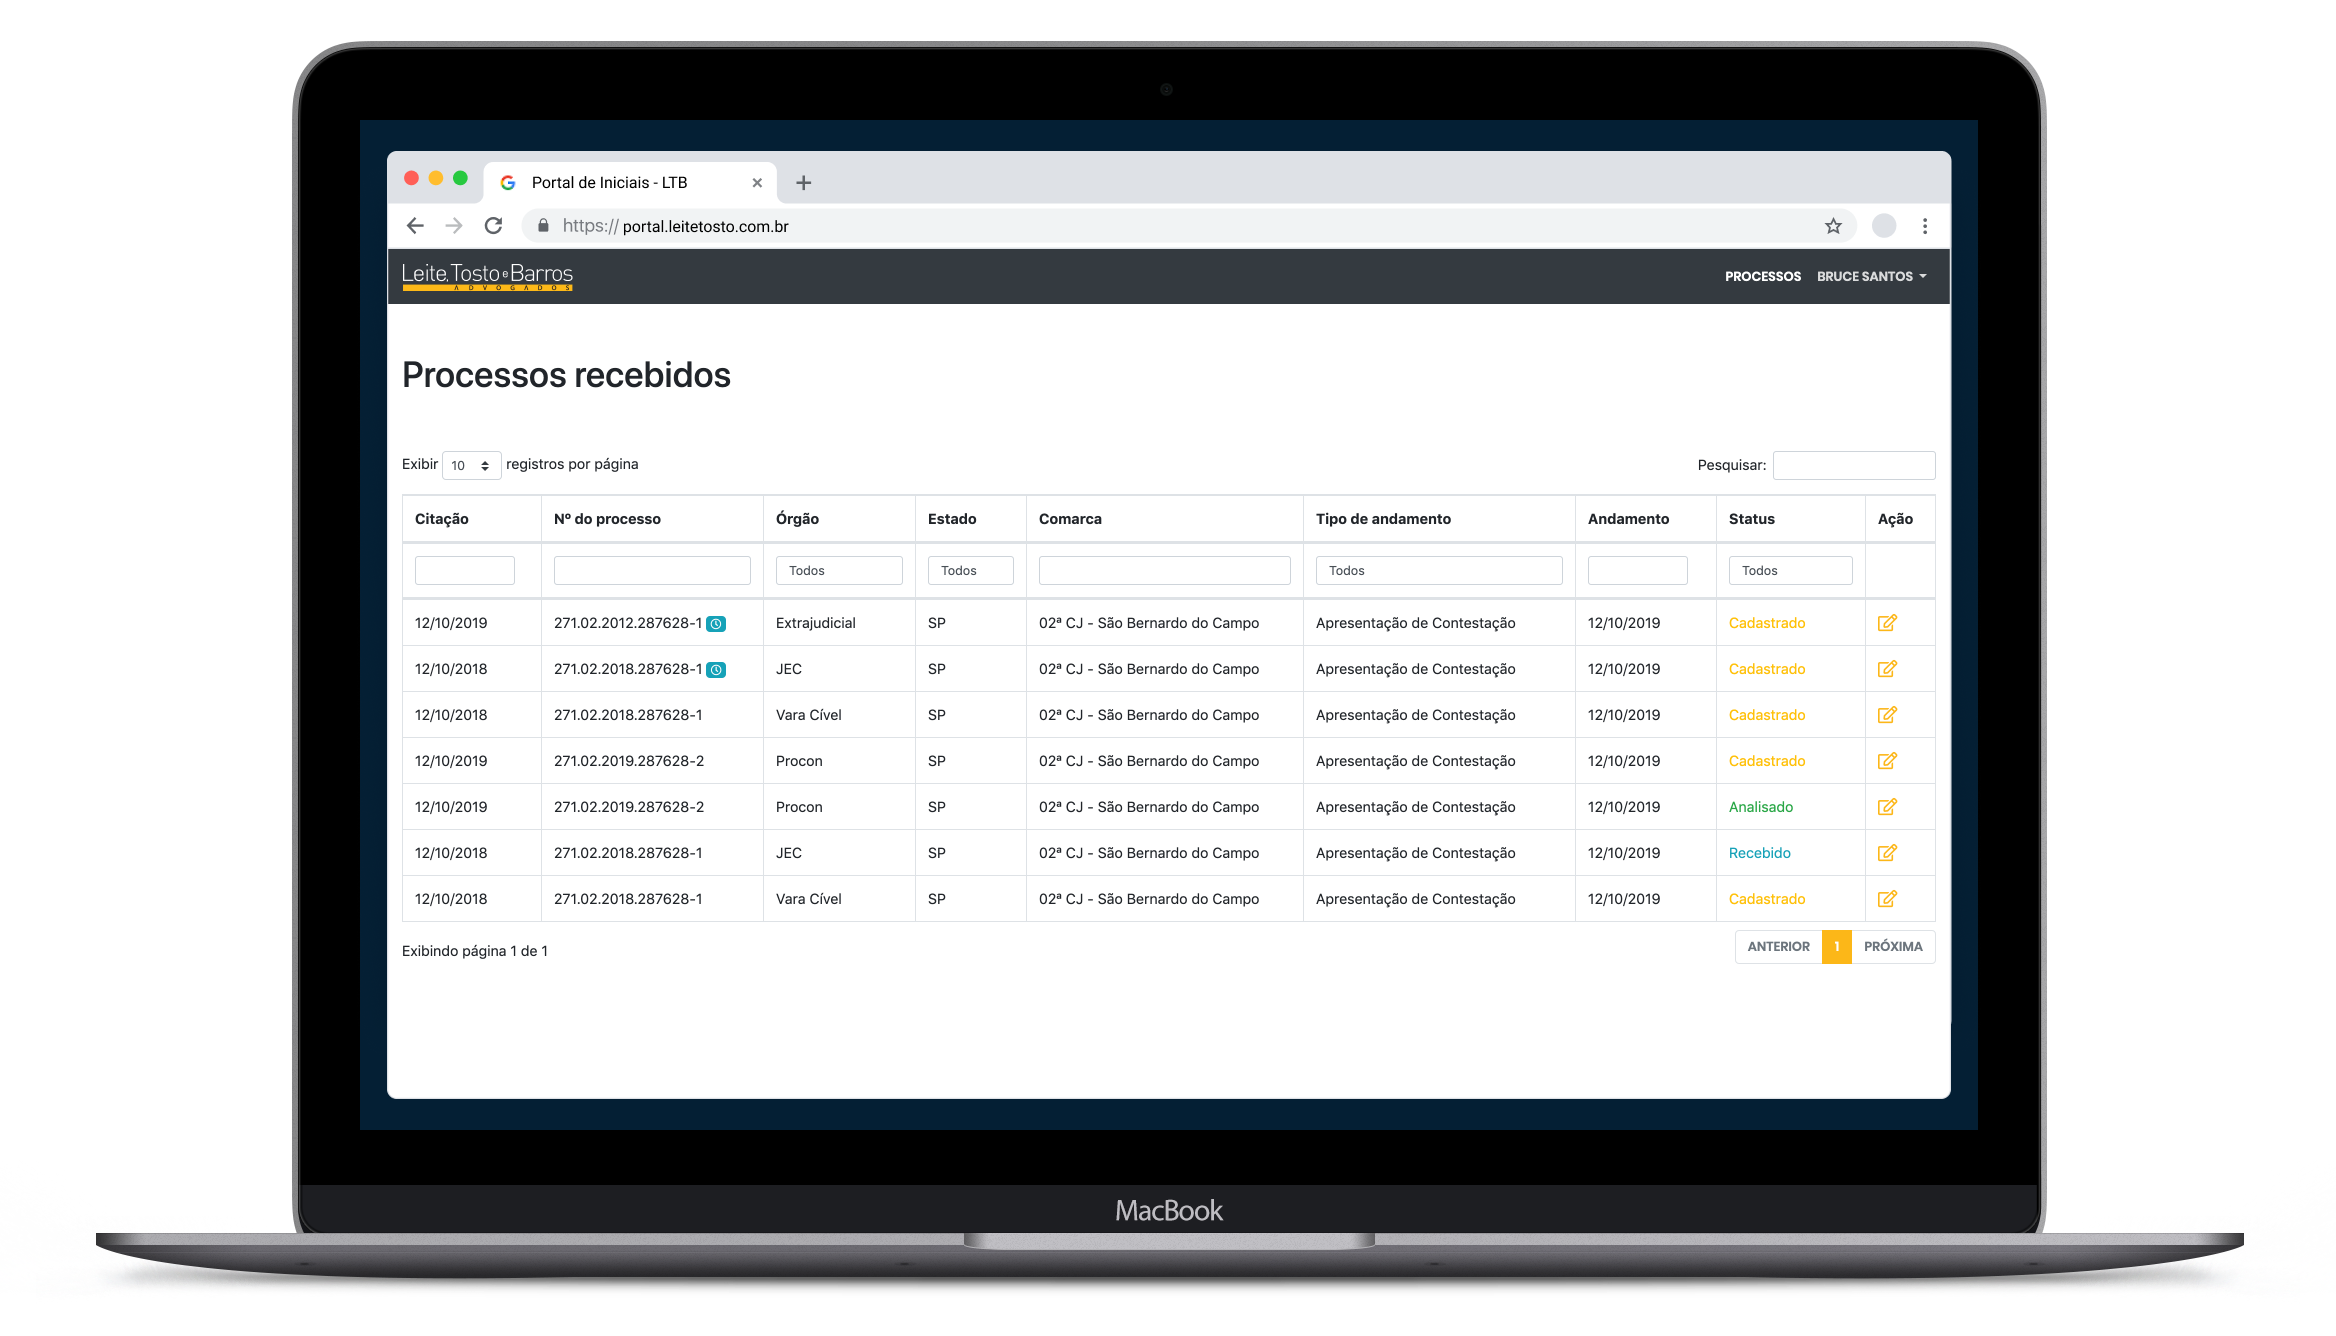 Portal de Iniciais - LTB
https:// portal.leitetosto.com.br
Leite, Tosto e Barros
ADVOGADOS
PROCESSOS BRUCE SANTOS
Processos recebidos
Exibir 10 registros por página Pesquisar:
Citação Nº do processo Órgão Estado Comarca Tipo de andamento Andamento Status Ação
Todos Todos Todos Todos
12/10/2019 271.02.2012.287628-1 Extrajudicial SP 02ª CJ - São Bernardo do Campo Apresentação de Contestação 12/10/2019 Cadastrado
12/10/2018 271.02.2018.287628-1 JEC SP 02ª CJ - São Bernardo do Campo Apresentação de Contestação 12/10/2019 Cadastrado
12/10/2018 271.02.2018.287628-1 Vara Cível SP 02ª CJ - São Bernardo do Campo Apresentação de Contestação 12/10/2019 Cadastrado
12/10/2019 271.02.2019.287628-2 Procon SP 02ª CJ - São Bernardo do Campo Apresentação de Contestação 12/10/2019 Cadastrado
12/10/2019 271.02.2019.287628-2 Procon SP 02ª CJ - São Bernardo do Campo Apresentação de Contestação 12/10/2019 Analisado
12/10/2018 271.02.2018.287628-1 JEC SP 02ª CJ - São Bernardo do Campo Apresentação de Contestação 12/10/2019 Recebido
12/10/2018 271.02.2018.287628-1 Vara Cível SP 02ª CJ - São Bernardo do Campo Apresentação de Contestação 12/10/2019 Cadastrado
Exibindo página 1 de 1 ANTERIOR 1 PRÓXIMA
MacBook